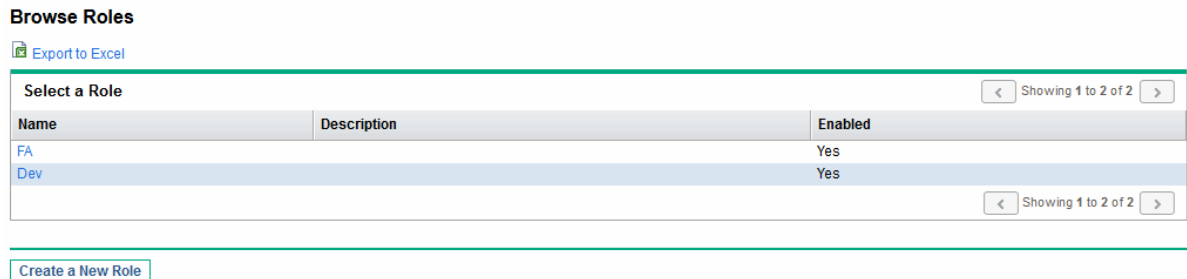 Browse Roles
Export to Excel
Select a Role Showing 1 to 2 of 2
Name Description Enabled
FA Yes
Dev Yes
Showing 1 to 2 of 2
Create a New Role